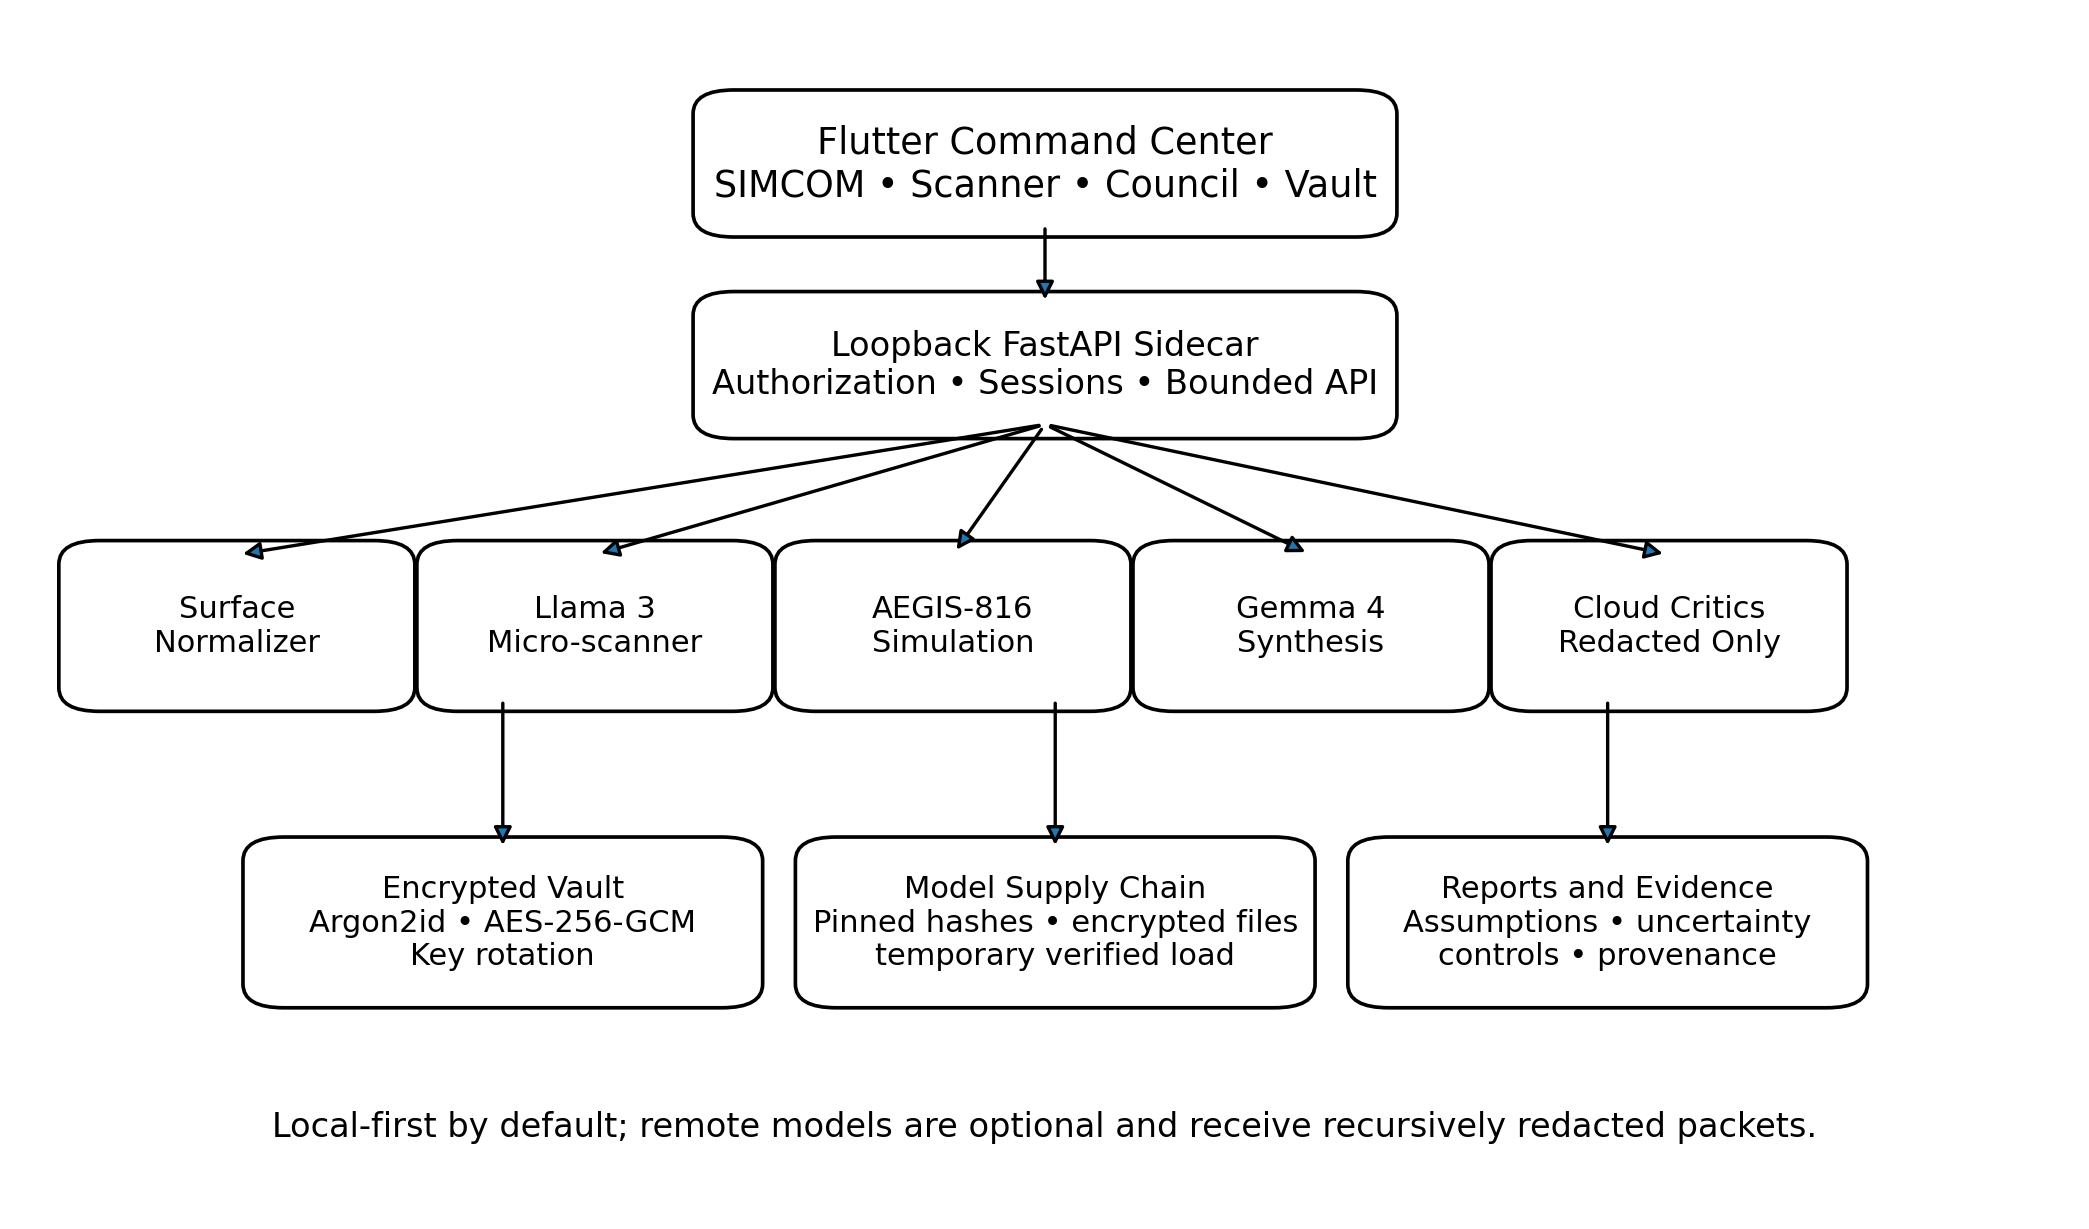 Flutter Command Center
SIMCOM • Scanner • Council • Vault
Loopback FastAPI Sidecar
Authorization • Sessions • Bounded API
Surface
Normalizer
Llama 3
Micro-scanner
AEGIS-816
Simulation
Gemma 4
Synthesis
Cloud Critics
Redacted Only
Encrypted Vault
Argon2id • AES-256-GCM
Key rotation
Model Supply Chain
Pinned hashes • encrypted files
temporary verified load
Reports and Evidence
Assumptions • uncertainty
controls • provenance
Local-first by default; remote models are optional and receive recursively redacted packets.